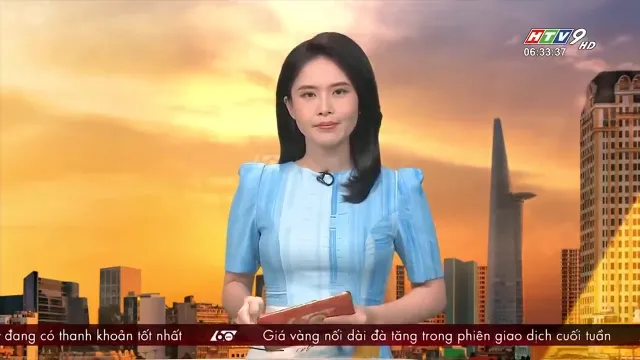 HTV9 HD
06:33:37
đang có thanh khoản tốt nhất 60 Giá vàng nối dài đà tăng trong phiên giao dịch cuối tuần